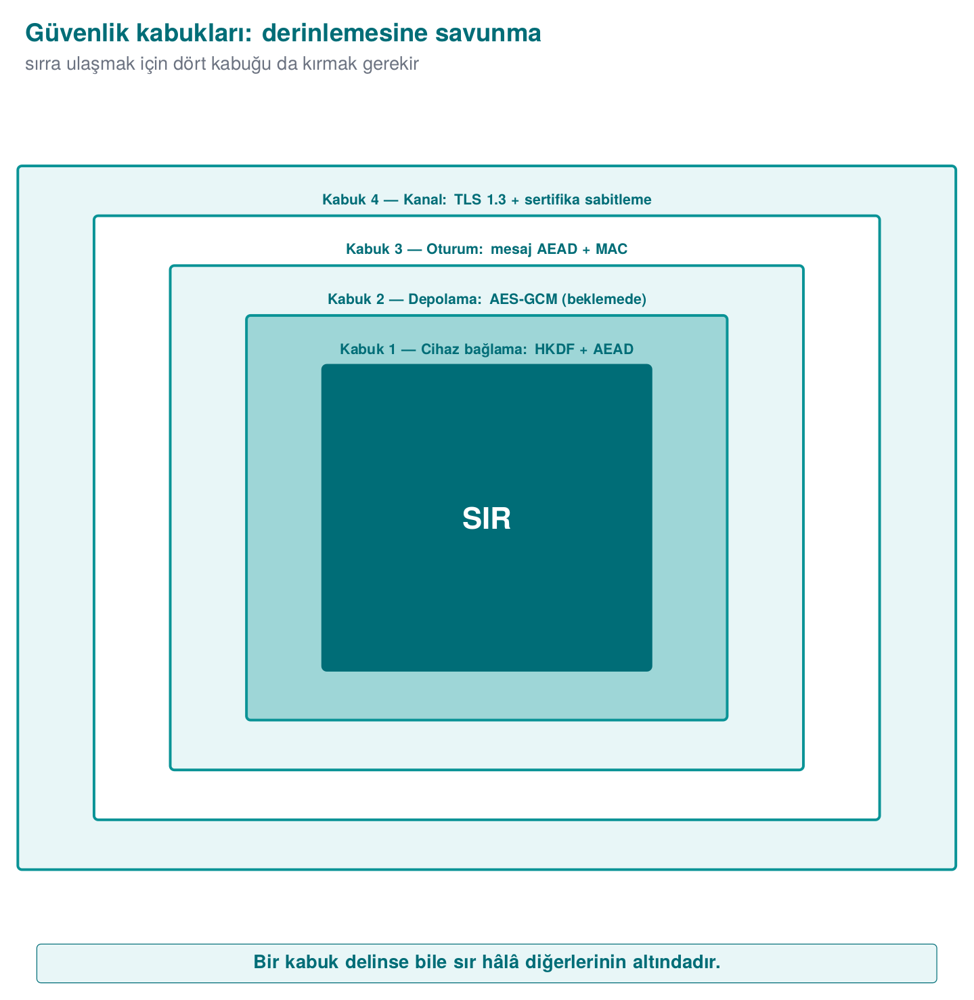 Güvenlik kabukları: derinlemesine savunma
sırra ulaşmak için dört kabuğu da kırmak gerekir
Kabuk 4 — Kanal: TLS 1.3 + sertifika sabitleme
Kabuk 3 — Oturum: mesaj AEAD + MAC
Kabuk 2 — Depolama: AES-GCM (beklemede)
Kabuk 1 — Cihaz bağlama: HKDF + AEAD
SIR
Bir kabuk delinse bile sır hâlâ diğerlerinin altındadır.